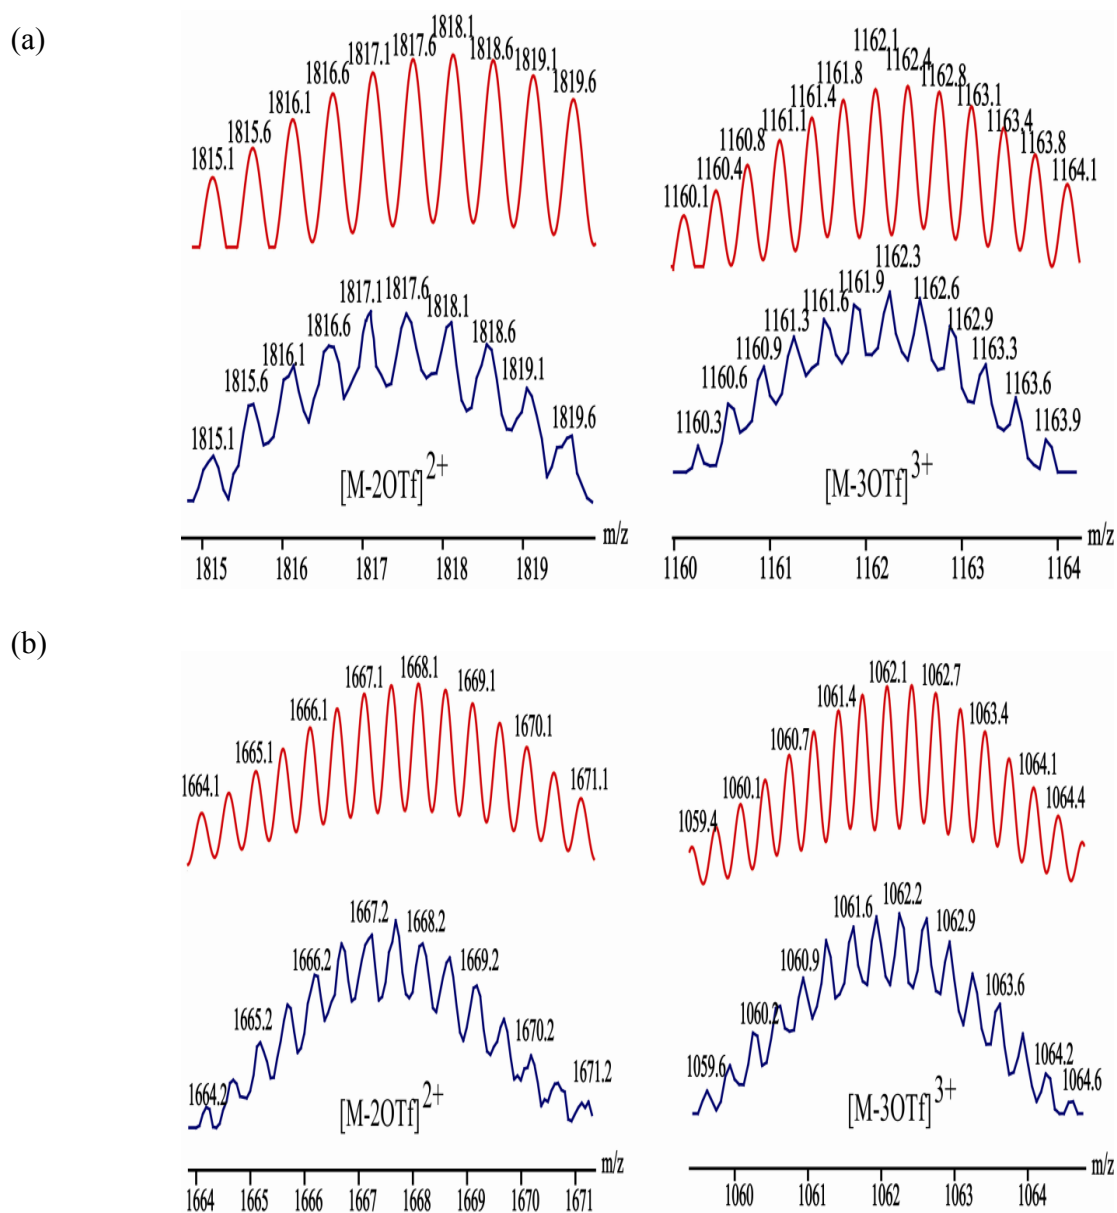 (a)
1815.1 1815.6 1816.1 1816.6 1817.1 1817.6 1818.1 1818.6 1819.1 1819.6
1815.1 1815.6 1816.1 1816.6 1817.1 1817.6 1818.1 1818.6 1819.1 1819.6
[M-2OTf]2+
m/z
1815 1816 1817 1818 1819
1160.1 1160.4 1160.8 1161.1 1161.4 1161.8 1162.1 1162.4 1162.8 1163.1 1163.4 1163.8 1164.1
1160.3 1160.6 1160.9 1161.3 1161.6 1161.9 1162.3 1162.6 1162.9 1163.3 1163.6 1163.9
[M-3OTf]3+
m/z
1160 1161 1162 1163 1164
(b)
1664.1 1665.1 1666.1 1667.1 1668.1 1669.1 1670.1 1671.1
1664.2 1665.2 1666.2 1667.2 1668.2 1669.2 1670.2 1671.2
[M-2OTf]2+
m/z
1664 1665 1666 1667 1668 1669 1670 1671
1059.4 1060.1 1060.7 1061.4 1062.1 1062.7 1063.4 1064.1 1064.4
1059.6 1060.2 1060.9 1061.6 1062.2 1062.9 1063.6 1064.2 1064.6
[M-3OTf]3+
m/z
1060 1061 1062 1063 1064